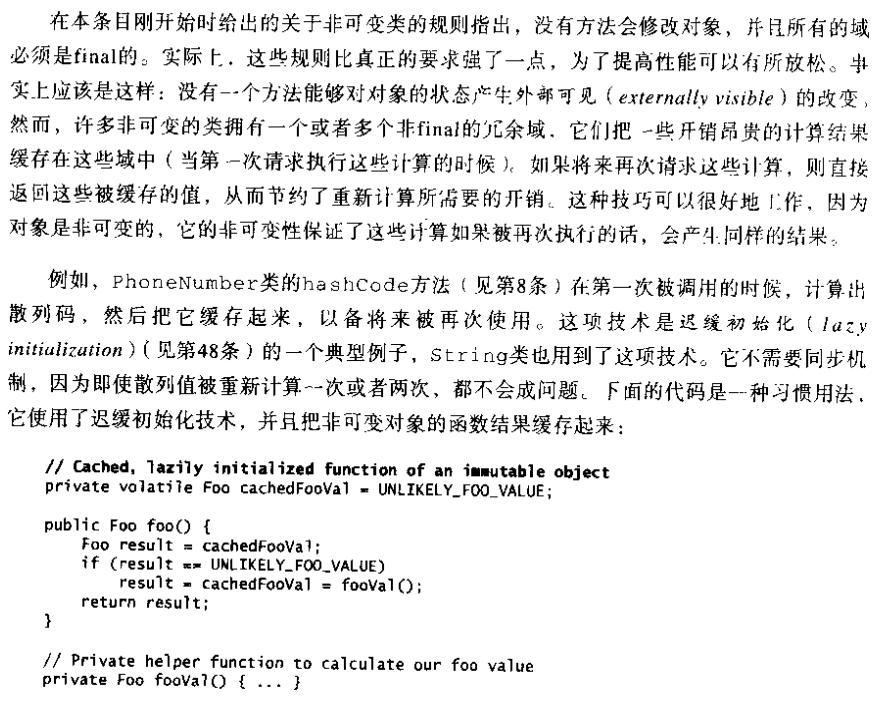 在本条目刚开始时给出的关于非可变类的规则指出，没有方法会修改对象，并且所有的域
必须是final的。实际上，这些规则比真正的要求强了一点，为了提高性能可以有所放松。事
实上应该是这样：没有一个方法能够对对象的状态产生外部可见（externally visible）的改变。
然而，许多非可变的类拥有一个或者多个非final的冗余域，它们把一些开销昂贵的计算结果
缓存在这些域中（当第一次请求执行这些计算的时候）。如果将来再次请求这些计算，则直接
返回这些被缓存的值，从而节约了重新计算所需要的开销。这种技巧可以很好地工作，因为
对象是非可变的，它的非可变性保证了这些计算如果被再次执行的话，会产生同样的结果。
例如，PhoneNumber类的hashCode方法（见第8条）在第一次被调用的时候，计算出
散列码，然后把它缓存起来，以备将来被再次使用。这项技术是迟缓初始化（lazy
initialization）（见第48条）的一个典型例子，String类也用到了这项技术。它不需要同步机
制，因为即使散列值被重新计算一次或者两次，都不会成问题。下面的代码是一种习惯用法，
它使用了迟缓初始化技术，并且把非可变对象的函数结果缓存起来：
// Cached, lazily initialized function of an immutable object
private volatile Foo cachedFooVal = UNLIKELY_FOO_VALUE;
public Foo foo() {
Foo result = cachedFooVal;
if (result == UNLIKELY_FOO_VALUE)
result = cachedFooVal = fooVal();
return result;
}
// Private helper function to calculate our foo value
private Foo fooVal() { ... }